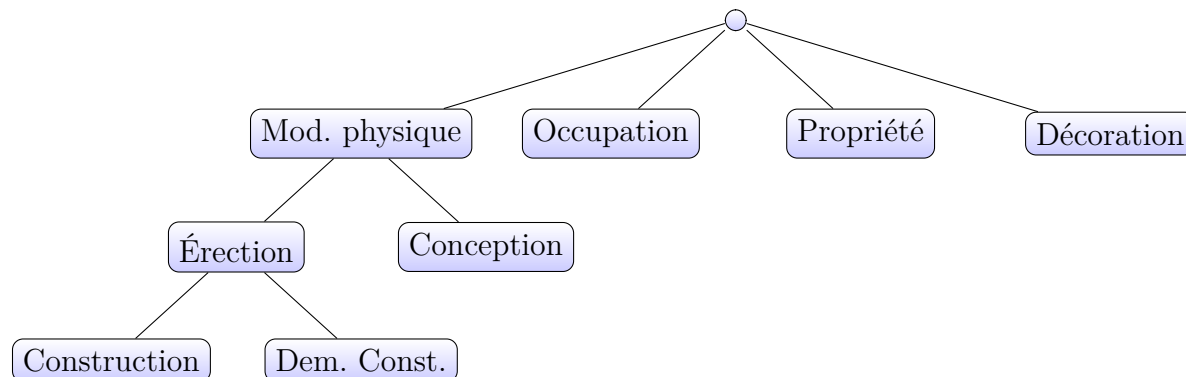 Mod. physique
Occupation
Propriété
Décoration
Érection
Conception
Construction
Dem. Const.